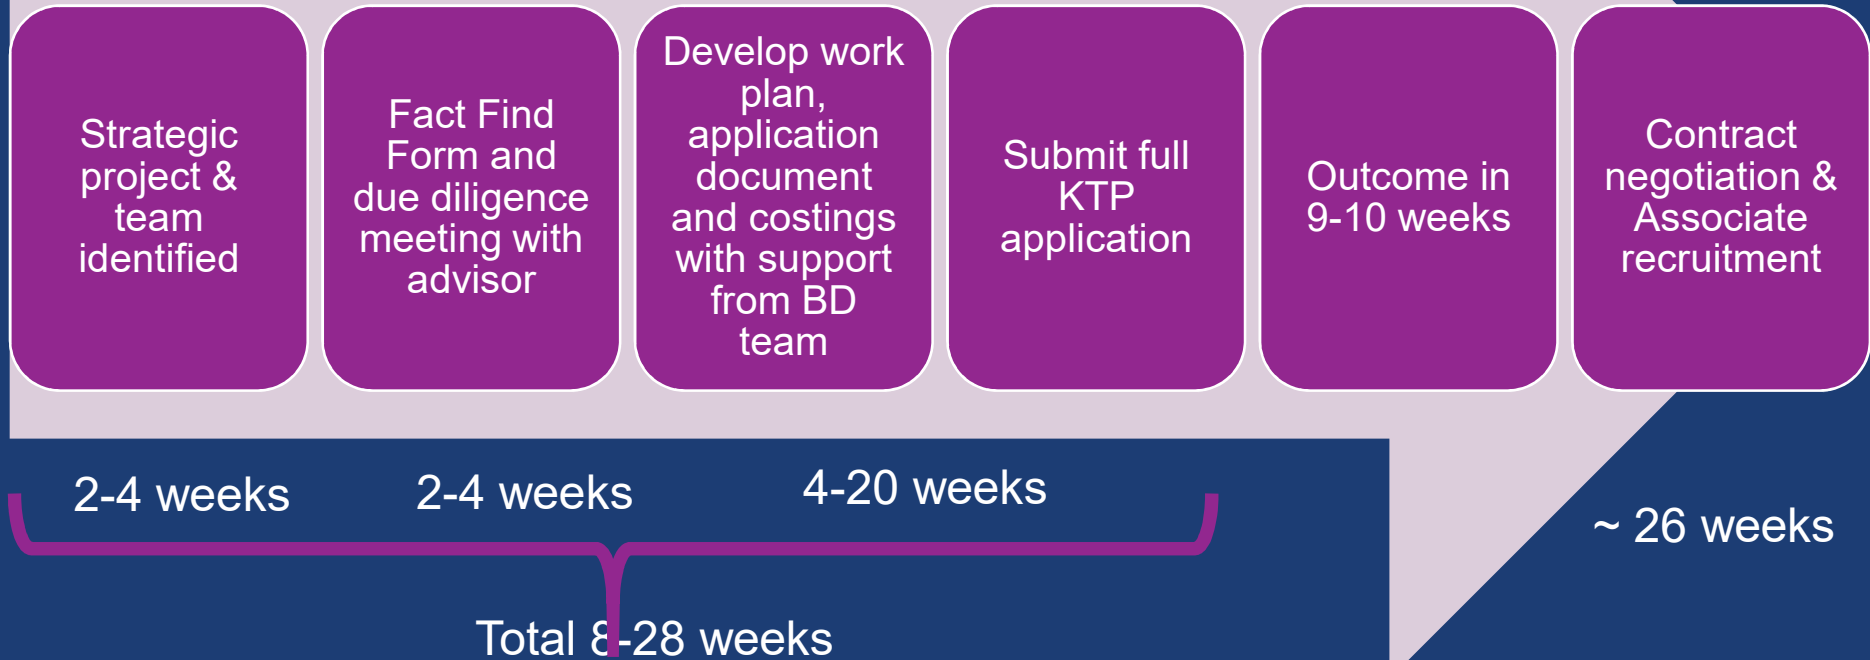 Strategic
project &
team
identified
Fact Find
Form and
due diligence
meeting with
advisor
Develop work
plan,
application
document
and costings
with support
from BD
team
Submit full
KTP
application
Outcome in
9-10 weeks
Contract
negotiation &
Associate
recruitment
2-4 weeks
2-4 weeks
4-20 weeks
~ 26 weeks
Total 8-28 weeks